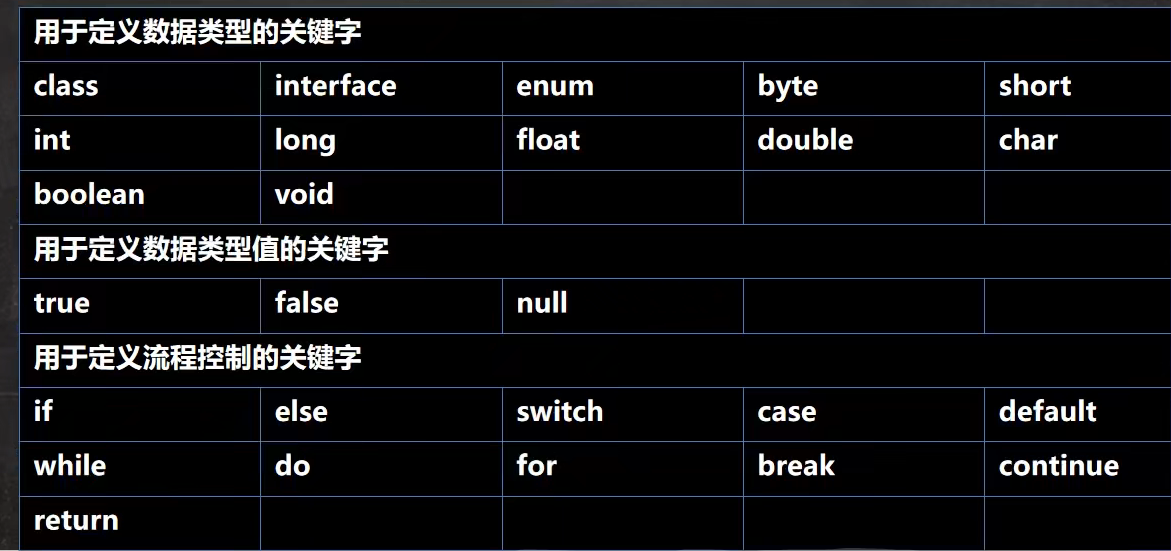 用于定义数据类型的关键字
class interface enum byte short
int long float double char
boolean void
用于定义数据类型值的关键字
true false null
用于定义流程控制的关键字
if else switch case default
while do for break continue
return